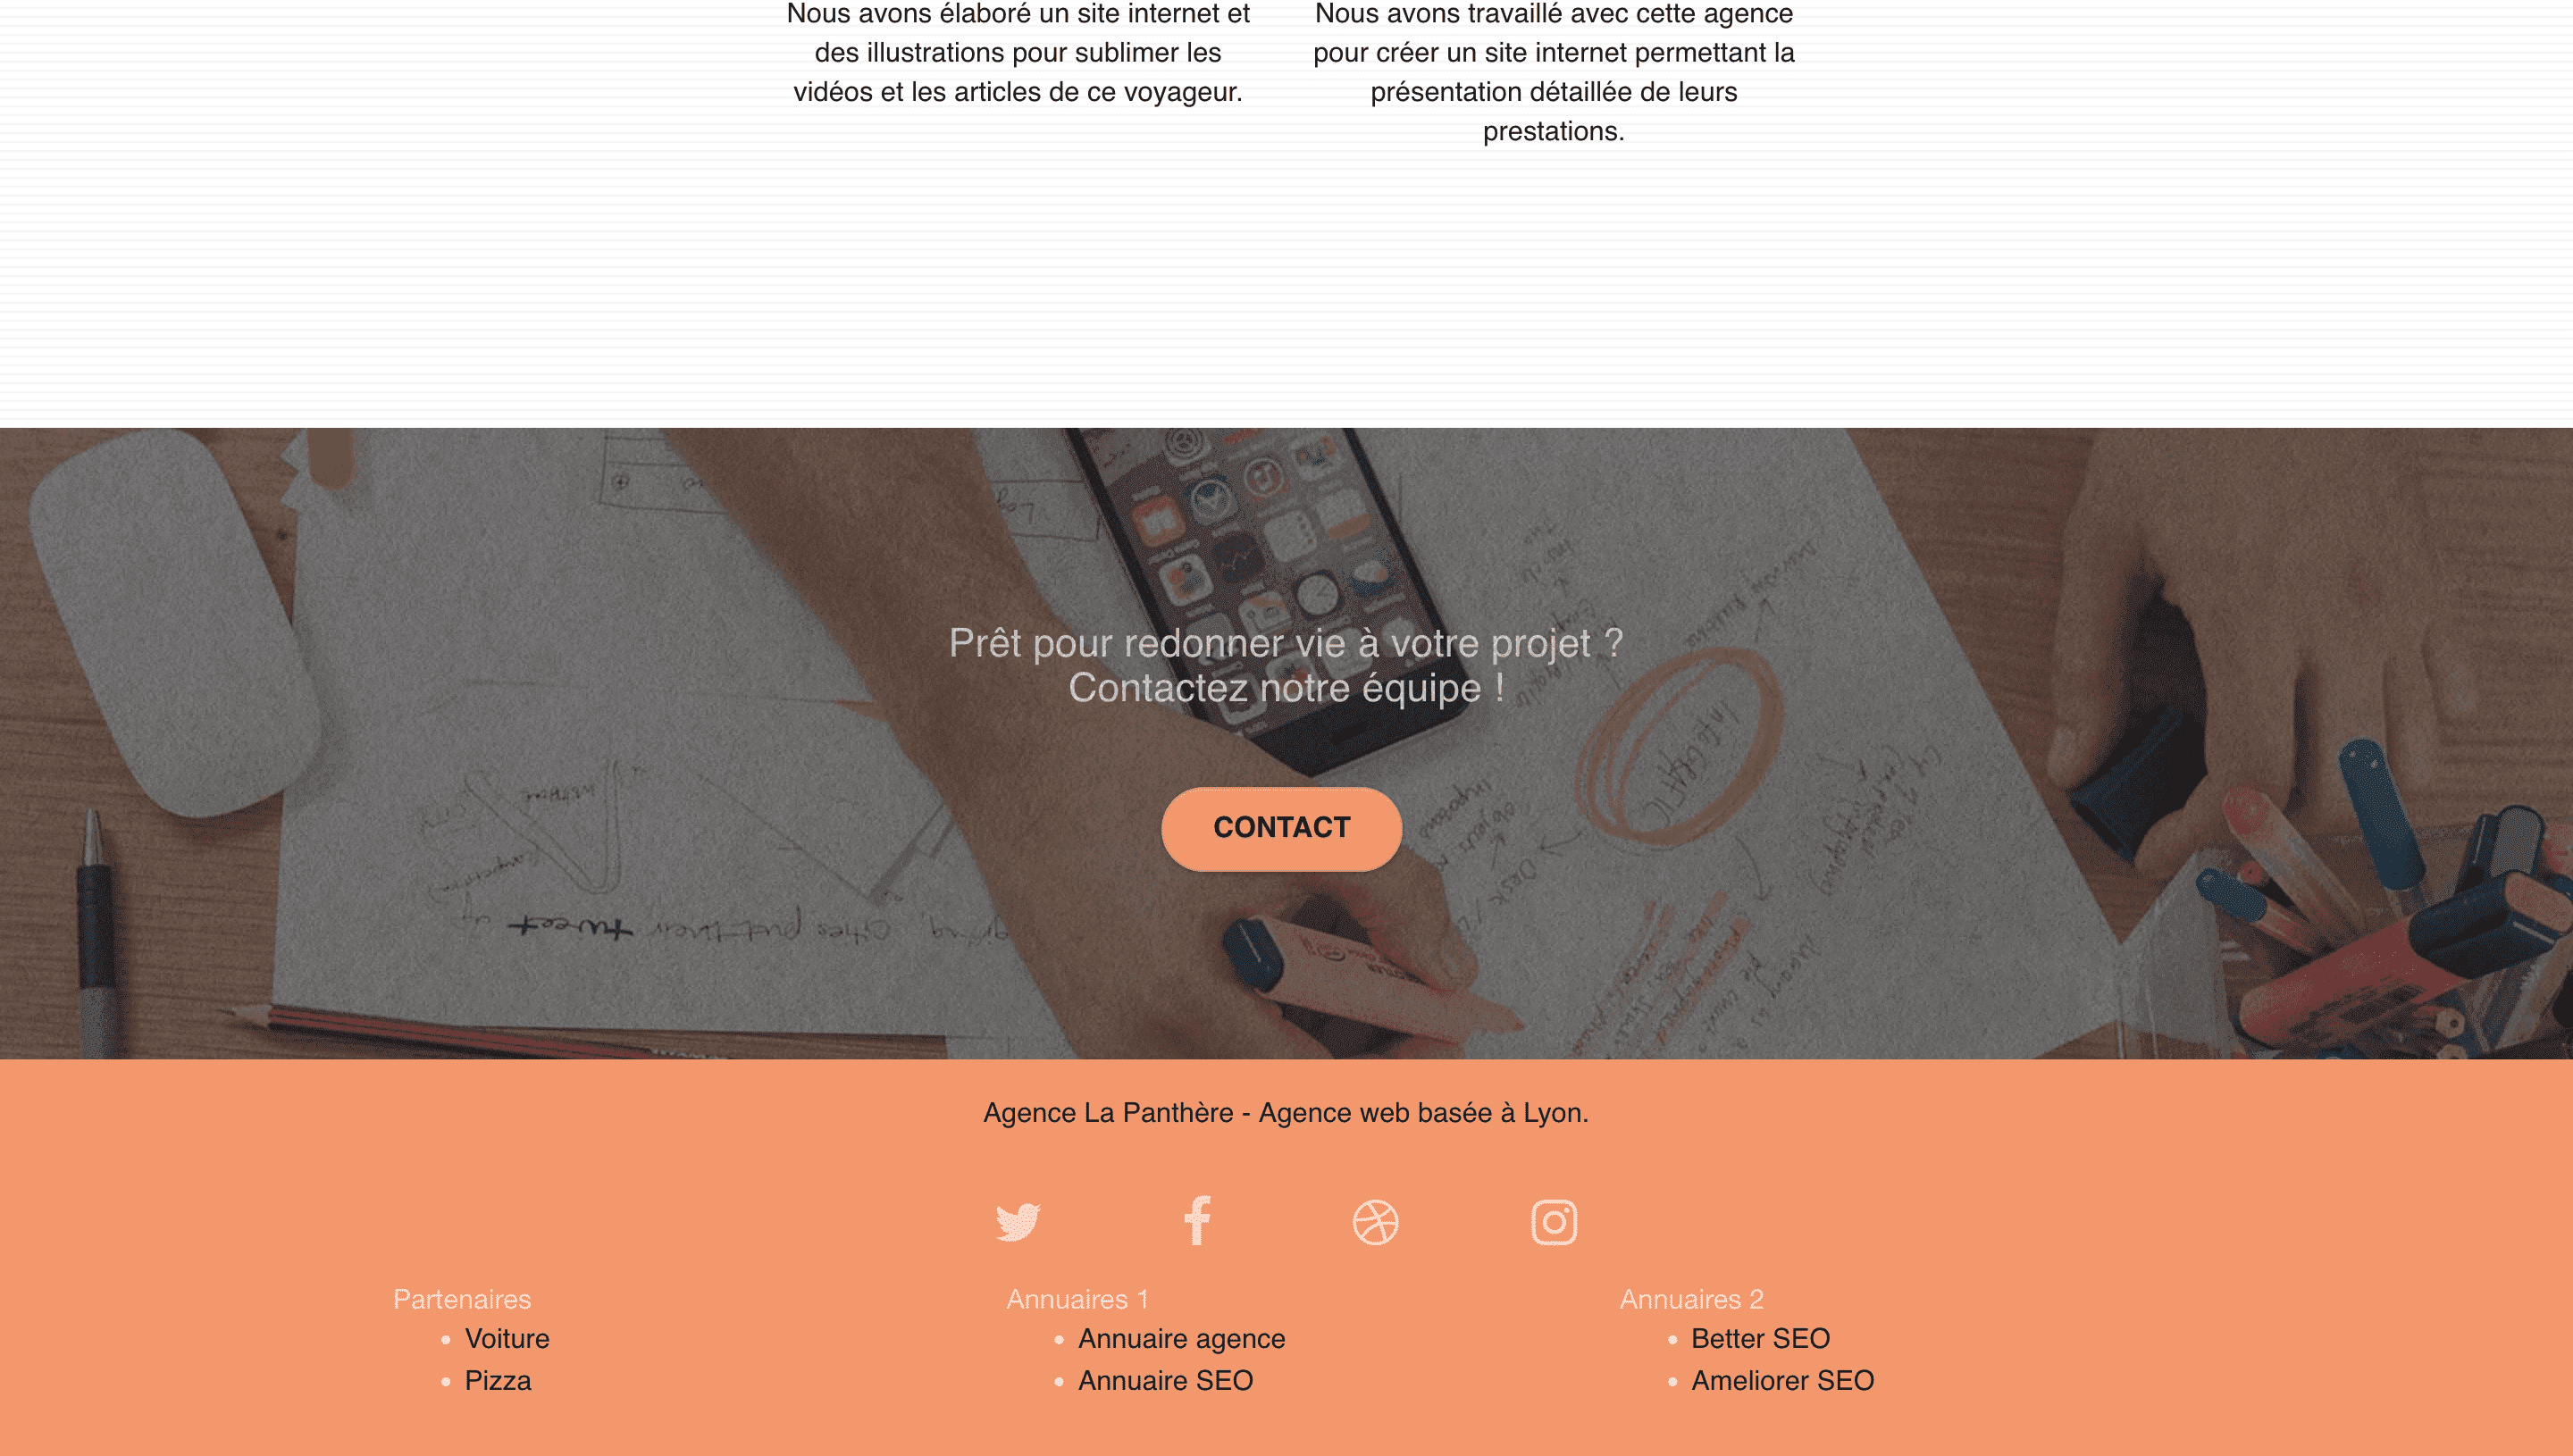 Nous avons élaboré un site internet et
des illustrations pour sublimer les
vidéos et les articles de ce voyageur.
Nous avons travaillé avec cette agence
pour créer un site internet permettant la
présentation détaillée de leurs
prestations.
Prêt pour redonner vie à votre projet ?
Contactez notre équipe !
CONTACT
tweet
Agence La Panthère - Agence web basée à Lyon.
Partenaires
Voiture
Pizza
Annuaires 1
Annuaire agence
Annuaire SEO
Annuaires 2
Better SEO
Ameliorer SEO